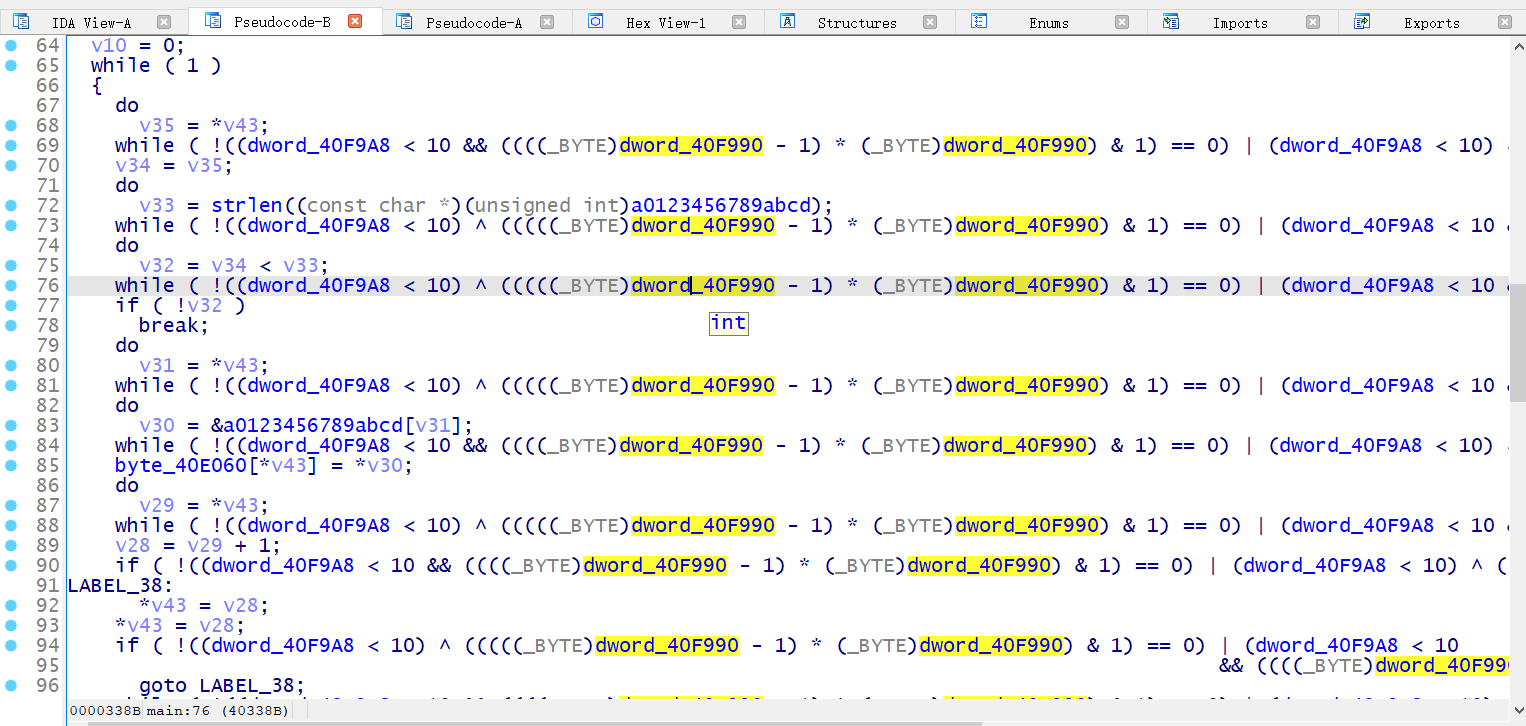 IDA View-A Pseudocode-B Pseudocode-A Hex View-1 Structures Enums Imports Exports
64 v10 = 0;
65 while ( 1 )
66 {
67 do
68 v35 = *v43;
69 while ( !((dword_40F9A8 < 10 && ((((_BYTE)dword_40F990 - 1) * (_BYTE)dword_40F990) & 1) == 0) | (dword_40F9A8 < 10)
70 v34 = v35;
71 do
72 v33 = strlen((const char *)(unsigned int)a0123456789abcd);
73 while ( !((dword_40F9A8 < 10) ^ (((((_BYTE)dword_40F990 - 1) * (_BYTE)dword_40F990) & 1) == 0) | (dword_40F9A8 < 10 &
74 do
75 v32 = v34 < v33;
76 while ( !((dword_40F9A8 < 10) ^ (((((_BYTE)dword_40F990 - 1) * (_BYTE)dword_40F990) & 1) == 0) | (dword_40F9A8 < 10 &
77 if ( !v32 )
int
78 break;
79 do
80 v31 = *v43;
81 while ( !((dword_40F9A8 < 10) ^ (((((_BYTE)dword_40F990 - 1) * (_BYTE)dword_40F990) & 1) == 0) | (dword_40F9A8 < 10 &
82 do
83 v30 = &a0123456789abcd[v31];
84 while ( !((dword_40F9A8 < 10 && ((((_BYTE)dword_40F990 - 1) * (_BYTE)dword_40F990) & 1) == 0) | (dword_40F9A8 < 10)
85 byte_40E060[*v43] = *v30;
86 do
87 v29 = *v43;
88 while ( !((dword_40F9A8 < 10) ^ (((((_BYTE)dword_40F990 - 1) * (_BYTE)dword_40F990) & 1) == 0) | (dword_40F9A8 < 10 &
89 v28 = v29 + 1;
90 if ( !((dword_40F9A8 < 10 && ((((_BYTE)dword_40F990 - 1) * (_BYTE)dword_40F990) & 1) == 0) | (dword_40F9A8 < 10) ^ (
91 LABEL_38:
92 *v43 = v28;
93 *v43 = v28;
94 if ( !((dword_40F9A8 < 10) ^ (((((_BYTE)dword_40F990 - 1) * (_BYTE)dword_40F990) & 1) == 0) | (dword_40F9A8 < 10
95 && ((((_BYTE)dword_40F990
96 goto LABEL_38;
0000338B main:76 (40338B)